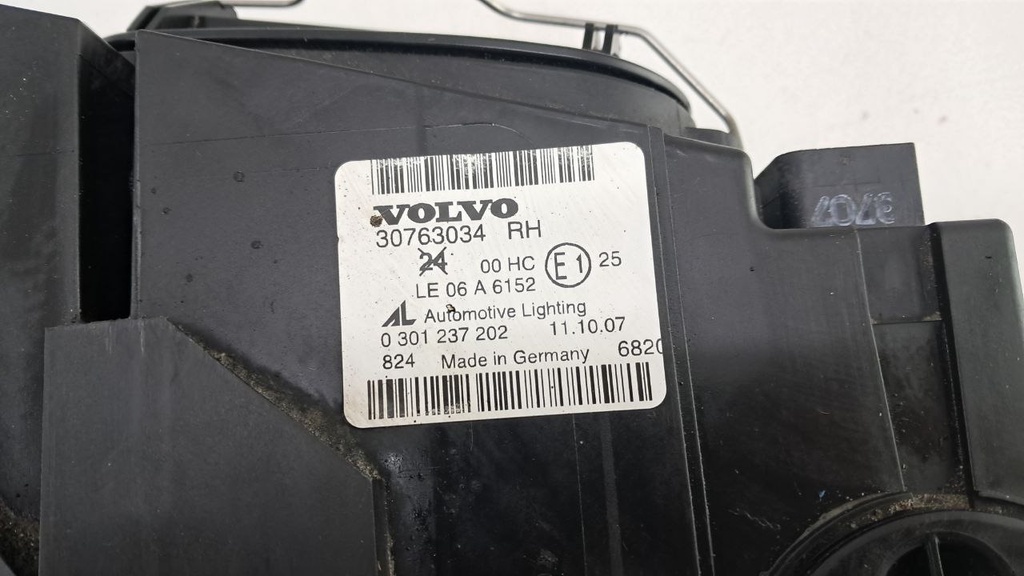 VOLVO
30763034 RH
24 00 HC E1 25
LE 06 A 6152
AL Automotive Lighting
0 301 237 202 11.10.07
824 Made in Germany 6820